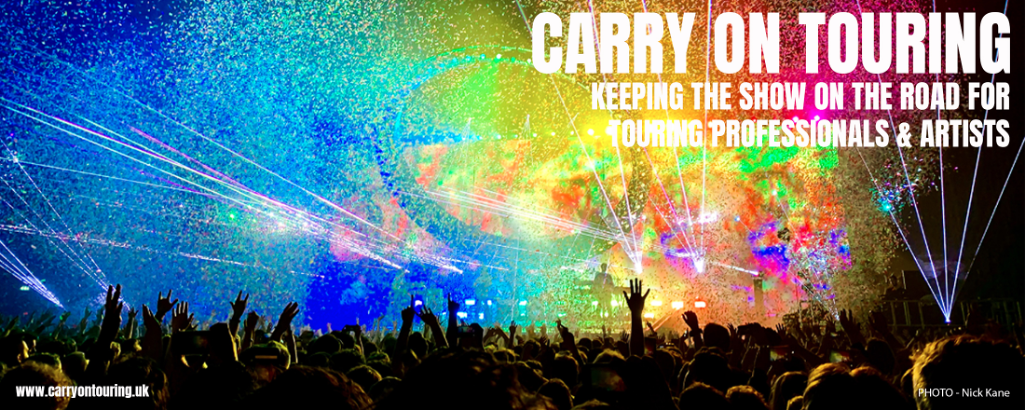 CARRY ON TOURING
KEEPING THE SHOW ON THE ROAD FOR
TOURING PROFESSIONALS & ARTISTS
www.carryontouring.uk
PHOTO - Nick Kane